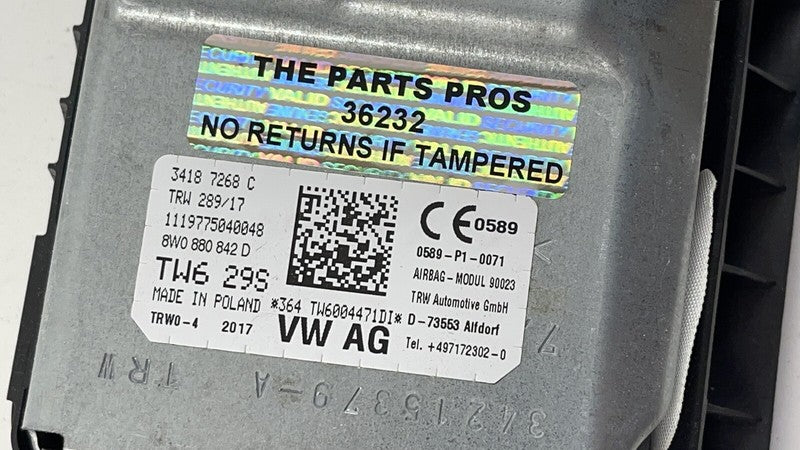 THE PARTS PROS
36232
NO RETURNS IF TAMPERED
3418 7268 C
TRW 289/17
1119775040048
8W0 880 842 D
TW6 29S
MADE IN POLAND
*364 TW6004471DI*
TRWO-4 2017
VW AG
CE 0589
0589-P1-0071
AIRBAG-MODUL 90023
TRW Automotive GmbH
D-73553 Alfdorf
Tel. +497172302-0
34215379-A
TRW